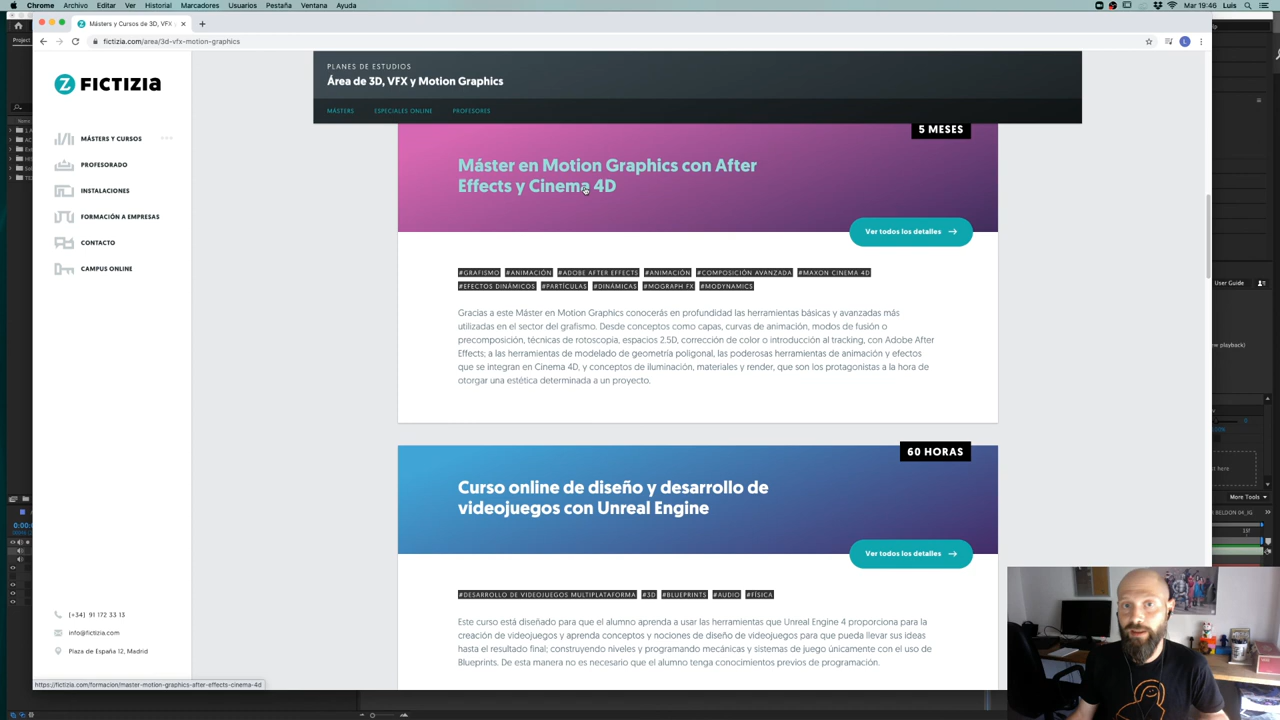 Chrome Archivo Editar Ver Historial Marcadores Usuarios Pestaña Ventana Ayuda
Mar 19:46 Luis
Project
Másters y Cursos de 3D, VFX y
fictizia.com/area/3d-vfx-motion-graphics
L
FICTIZIA
MÁSTERS Y CURSOS
PROFESORADO
INSTALACIONES
FORMACIÓN A EMPRESAS
CONTACTO
CAMPUS ONLINE
(+34) 91 172 33 13
info@fictizia.com
Plaza de España 12, Madrid
PLANES DE ESTUDIOS
Área de 3D, VFX y Motion Graphics
MÁSTERS ESPECIALES ONLINE PROFESORES
5 MESES
Máster en Motion Graphics con After
Effects y Cinema 4D
Ver todos los detalles
#GRAFISMO #ANIMACIÓN #ADOBE AFTER EFFECTS #ANIMACIÓN #COMPOSICIÓN AVANZADA #MAXON CINEMA 4D
#EFECTOS DINÁMICOS #PARTÍCULAS #DINÁMICAS #MOGRAPH FX #MODYNAMICS
Gracias a este Máster en Motion Graphics conocerás en profundidad las herramientas básicas y avanzadas más
utilizadas en el sector del grafismo. Desde conceptos como capas, curvas de animación, modos de fusión o
precomposición, técnicas de rotoscopia, espacios 2.5D, corrección de color o introducción al tracking, con Adobe After
Effects; a las herramientas de modelado de geometría poligonal, las poderosas herramientas de animación y efectos
que se integran en Cinema 4D, y conceptos de iluminación, materiales y render, que son los protagonistas a la hora de
otorgar una estética determinada a un proyecto.
60 HORAS
Curso online de diseño y desarrollo de
videojuegos con Unreal Engine
Ver todos los detalles
#DESARROLLO DE VIDEOJUEGOS MULTIPLATAFORMA #3D #BLUEPRINTS #AUDIO #FÍSICA
Este curso está diseñado para que el alumno aprenda a usar las herramientas que Unreal Engine 4 proporciona para la
creación de videojuegos y aprenda conceptos y nociones de diseño de videojuegos para que pueda llevar sus ideas
hasta el resultado final; construyendo niveles y programando mecánicas y sistemas de juego únicamente con el uso de
Blueprints. De esta manera no es necesario que el alumno tenga conocimientos previos de programación.
https://fictizia.com/formacion/master-motion-graphics-after-effects-cinema-4d
User Guide
playback)
here
More Tools
BELDON 04_IG